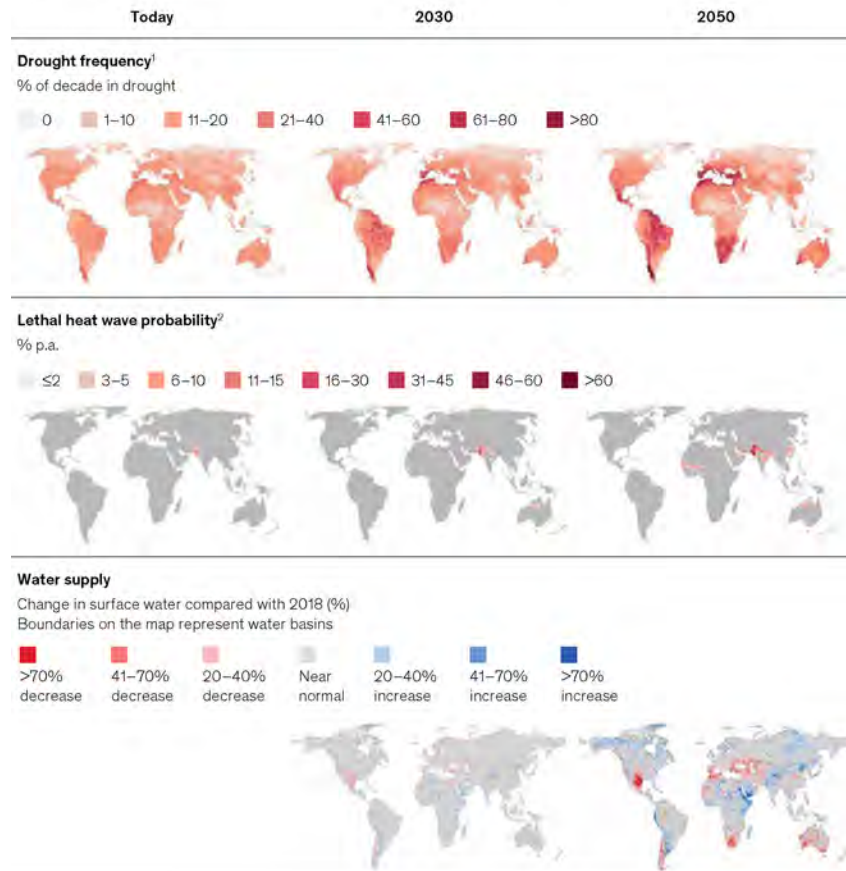 Today 2030 2050
Drought frequency¹
% of decade in drought
0 1–10 11–20 21–40 41–60 61–80 >80
Lethal heat wave probability²
% p.a.
≤2 3–5 6–10 11–15 16–30 31–45 46–60 >60
Water supply
Change in surface water compared with 2018 (%)
Boundaries on the map represent water basins
>70% 41–70% 20–40% Near 20–40% 41–70% >70%
decrease decrease decrease normal increase increase increase